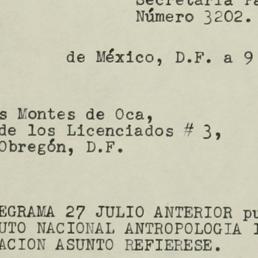 Secretaría
Número 3202.
de México, D.F. a 9
s Montes de Oca,
de los Licenciados # 3,
Obregón, D.F.
EGRAMA 27 JULIO ANTERIOR pu
UTO NACIONAL ANTROPOLOGIA
ACION ASUNTO REFIERESE.